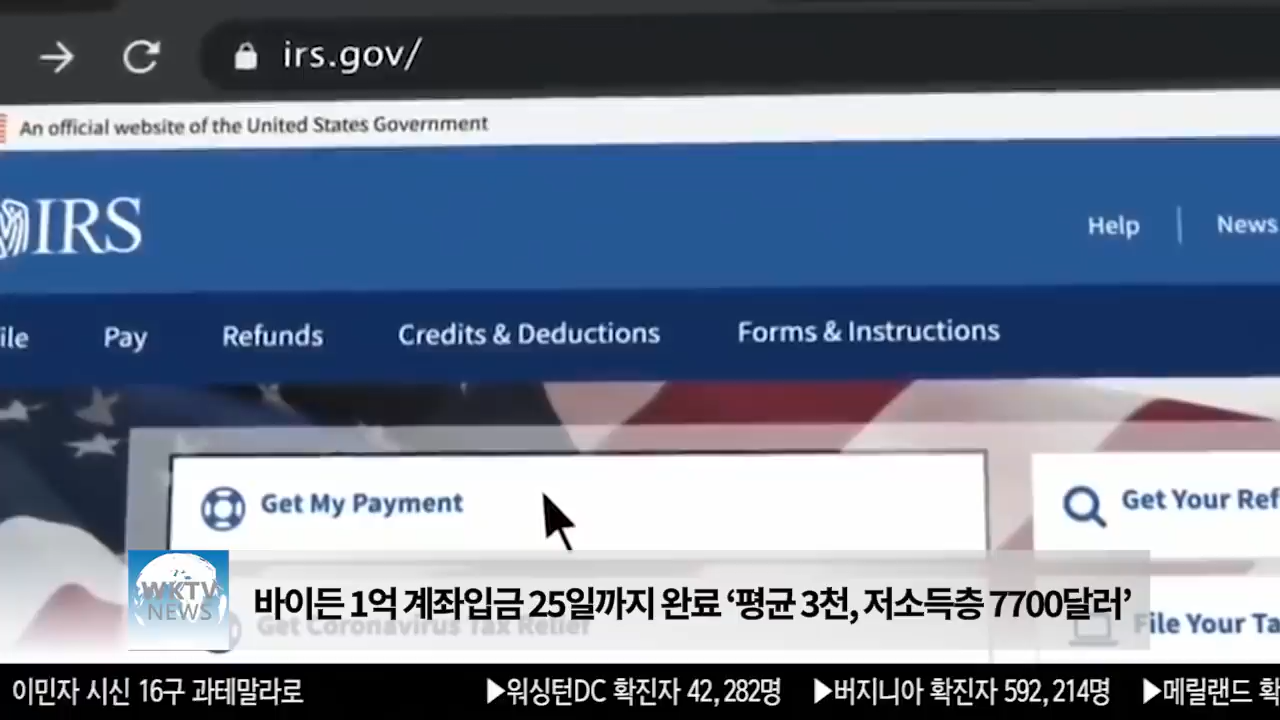 irs.gov/
An official website of the United States Government
IRS
Help
News
ile
Pay
Refunds
Credits & Deductions
Forms & Instructions
Get My Payment
Get Your Ref
WKTV
NEWS
바이든 1억 계좌입금 25일까지 완료 ‘평균 3천, 저소득층 7700달러’
Get Coronavirus Tax Relief
File Your Ta
이민자 시신 16구 과테말라로 ▶워싱턴DC 확진자 42,282명 ▶버지니아 확진자 592,214명 ▶메릴랜드 확